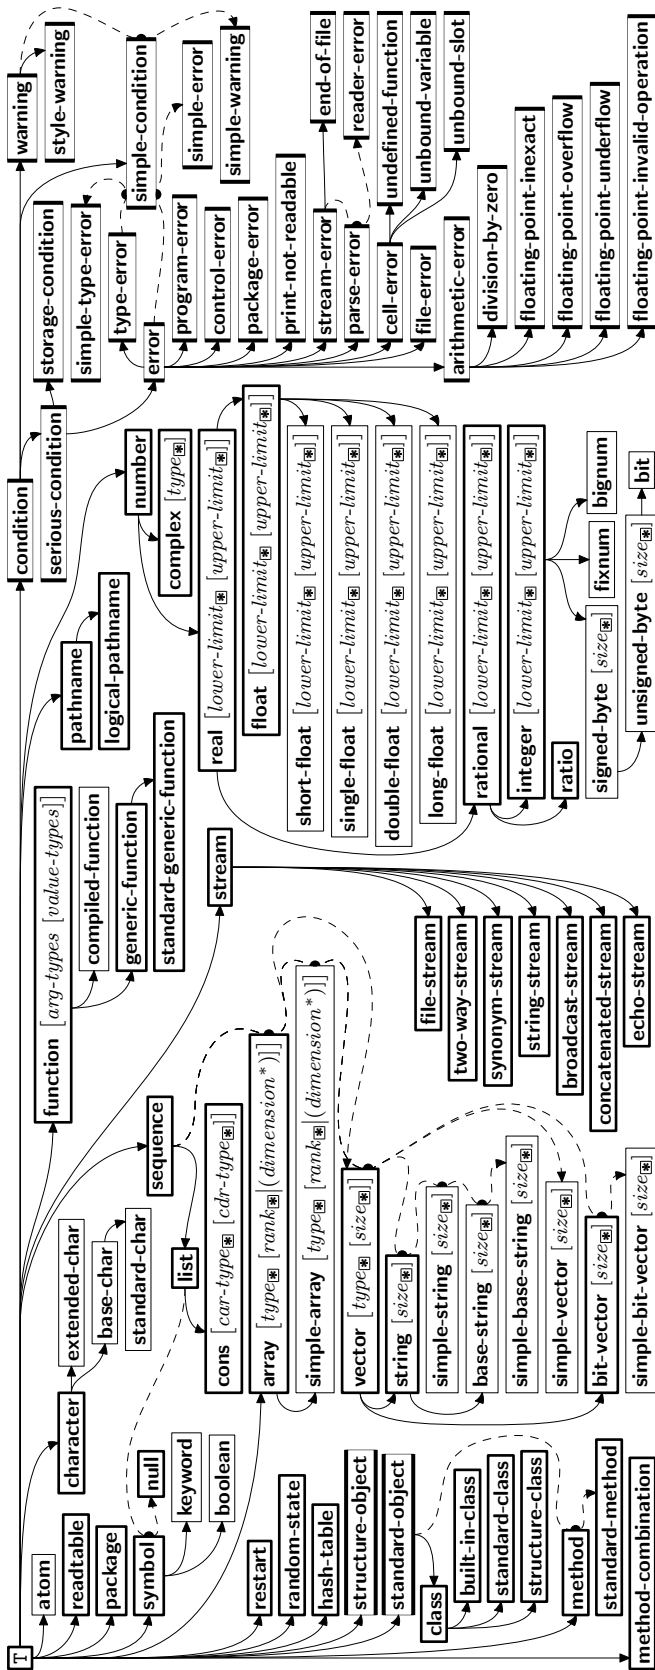 T
atom
readtable
package
symbol
null
keyword
boolean
restart
random-state
hash-table
structure-object
standard-object
class
built-in-class
standard-class
structure-class
method
standard-method
method-combination
character
extended-char
base-char
standard-char
sequence
list
cons [car-type* [cdr-type*]]
array [type* [rank*|(dimension*)]]
simple-array [type* [rank*|(dimension*)]]
vector [type* [size*]]
string [size*]
simple-string [size*]
base-string [size*]
simple-base-string [size*]
simple-vector [size*]
bit-vector [size*]
simple-bit-vector [size*]
function [arg-types [value-types]]
compiled-function
generic-function
standard-generic-function
stream
file-stream
two-way-stream
synonym-stream
string-stream
broadcast-stream
concatenated-stream
echo-stream
pathname
logical-pathname
number
complex [type*]
real [lower-limit* [upper-limit*]]
float [lower-limit* [upper-limit*]]
short-float [lower-limit* [upper-limit*]]
single-float [lower-limit* [upper-limit*]]
double-float [lower-limit* [upper-limit*]]
long-float [lower-limit* [upper-limit*]]
rational [lower-limit* [upper-limit*]]
integer [lower-limit* [upper-limit*]]
ratio
fixnum
bignum
signed-byte [size*]
unsigned-byte [size*]
bit
condition
serious-condition
storage-condition
simple-type-error
type-error
error
program-error
control-error
package-error
print-not-readable
stream-error
parse-error
cell-error
file-error
arithmetic-error
warning
style-warning
simple-condition
simple-error
simple-warning
end-of-file
reader-error
undefined-function
unbound-variable
unbound-slot
division-by-zero
floating-point-inexact
floating-point-overflow
floating-point-underflow
floating-point-invalid-operation